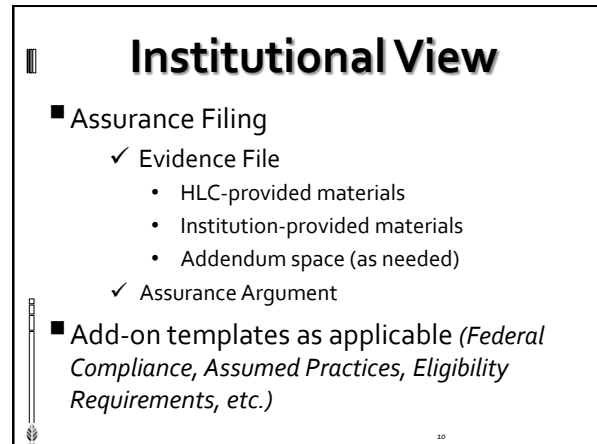 Institutional View
■ Assurance Filing
✓ Evidence File
• HLC-provided materials
• Institution-provided materials
• Addendum space (as needed)
✓ Assurance Argument
■ Add-on templates as applicable (Federal
Compliance, Assumed Practices, Eligibility
Requirements, etc.)
10